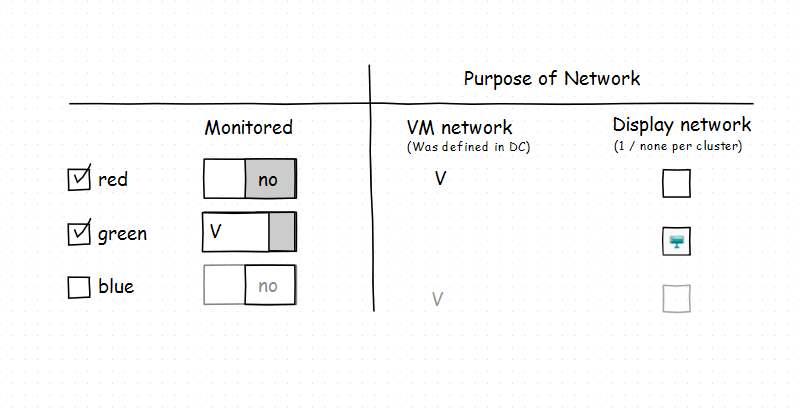 Purpose of Network
Monitored
VM network
(Was defined in DC)
Display network
(1 / none per cluster)
red
no
V
green
V
blue
no
V